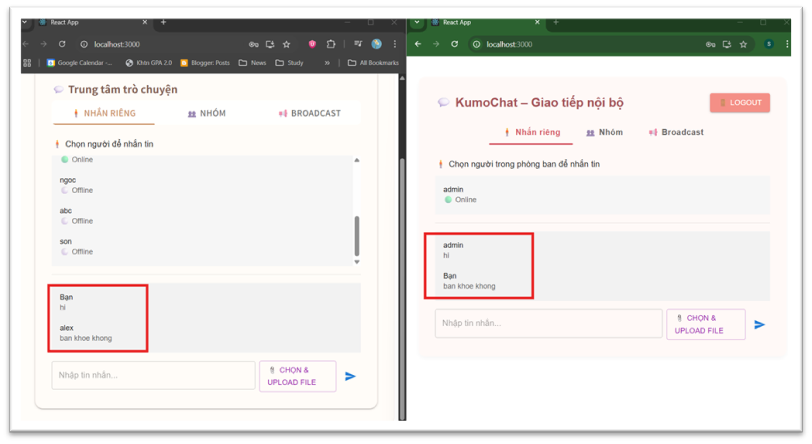 React App
localhost:3000
Google Calendar -...
Khtn GPA 2.0
Blogger: Posts
News
Study
All Bookmarks
Trung tâm trò chuyện
NHẮN RIÊNG
NHÓM
BROADCAST
Chọn người để nhắn tin
Online
ngoc
Offline
abc
Offline
son
Offline
Bạn
hi
alex
ban khoe khong
Nhập tin nhắn...
CHỌN &
UPLOAD FILE
React App
localhost:3000
KumoChat – Giao tiếp nội bộ
LOGOUT
Nhắn riêng
Nhóm
Broadcast
Chọn người trong phòng ban để nhắn tin
admin
Online
admin
hi
Bạn
ban khoe khong
Nhập tin nhắn...
CHỌN &
UPLOAD FILE